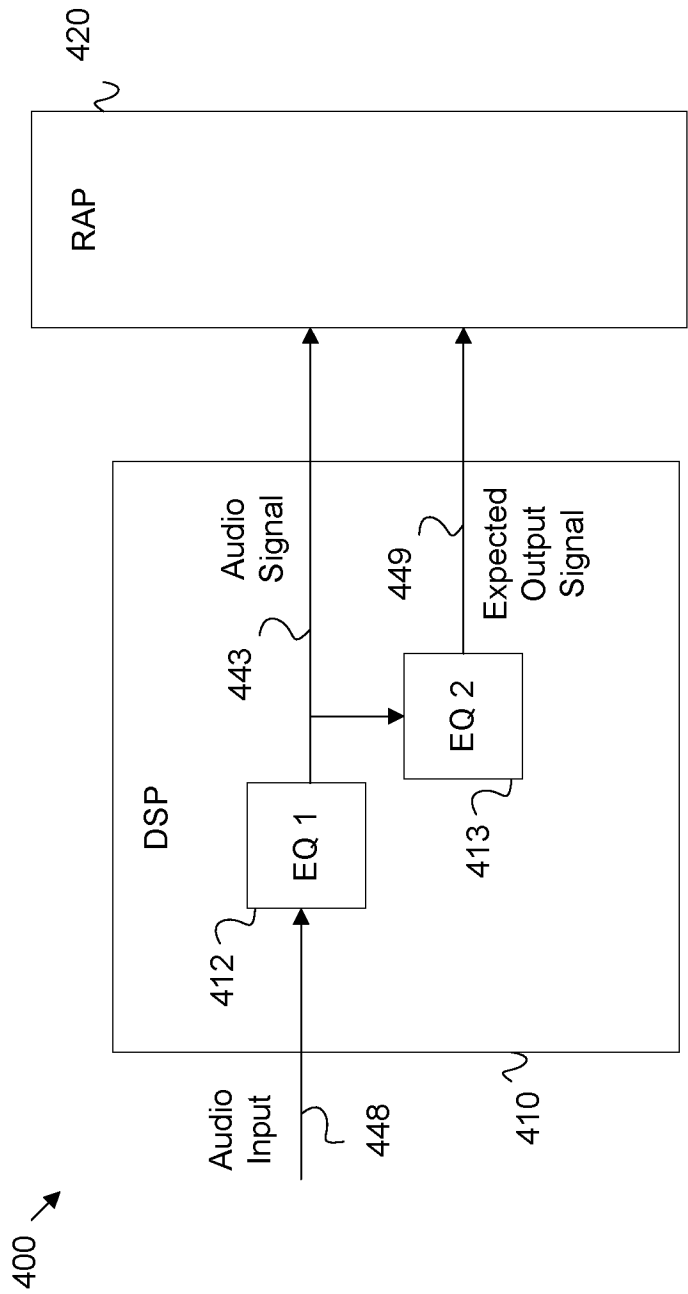 400
Audio
Input
448
410
DSP
412
EQ 1
443
Audio
Signal
EQ 2
413
449
Expected
Output
Signal
RAP
420